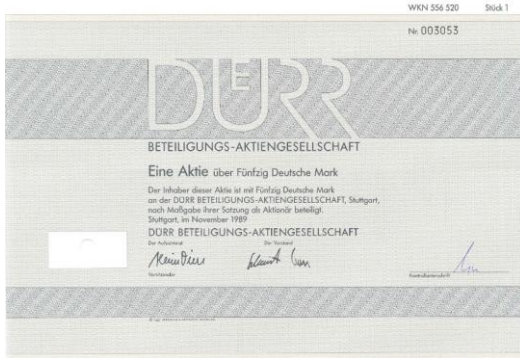 WKN 556 520 Stück 1
Nr. 003053
DÜRR
BETEILIGUNGS-AKTIENGESELLSCHAFT
Eine Aktie über Fünfzig Deutsche Mark
Der Inhaber dieser Aktie ist mit Fünfzig Deutsche Mark
an der DÜRR BETEILIGUNGS-AKTIENGESELLSCHAFT, Stuttgart,
nach Maßgabe ihrer Satzung als Aktionär beteiligt.
Stuttgart, im November 1989
DÜRR BETEILIGUNGS-AKTIENGESELLSCHAFT
Der Aufsichtsrat Der Vorstand
Vorsitzender Kontrollunterschrift